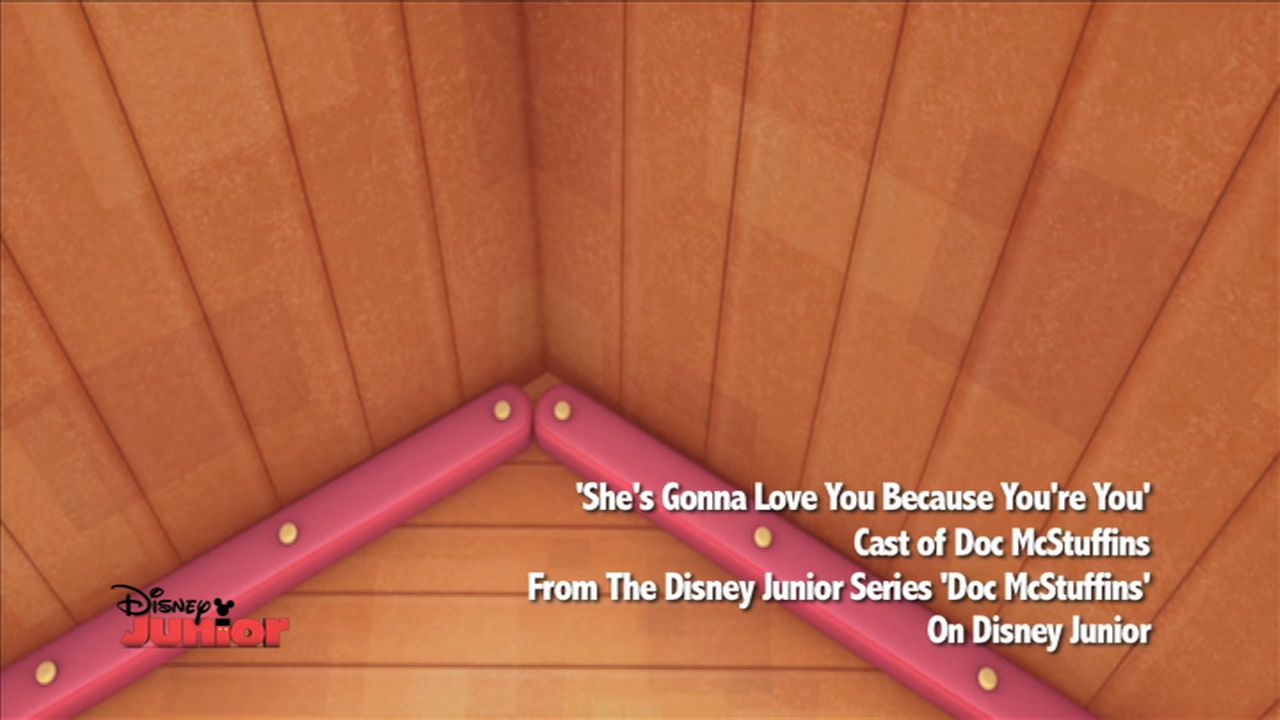 'She's Gonna Love You Because You're You'
Cast of Doc McStuffins
From The Disney Junior Series 'Doc McStuffins'
On Disney Junior
Disney
Junior